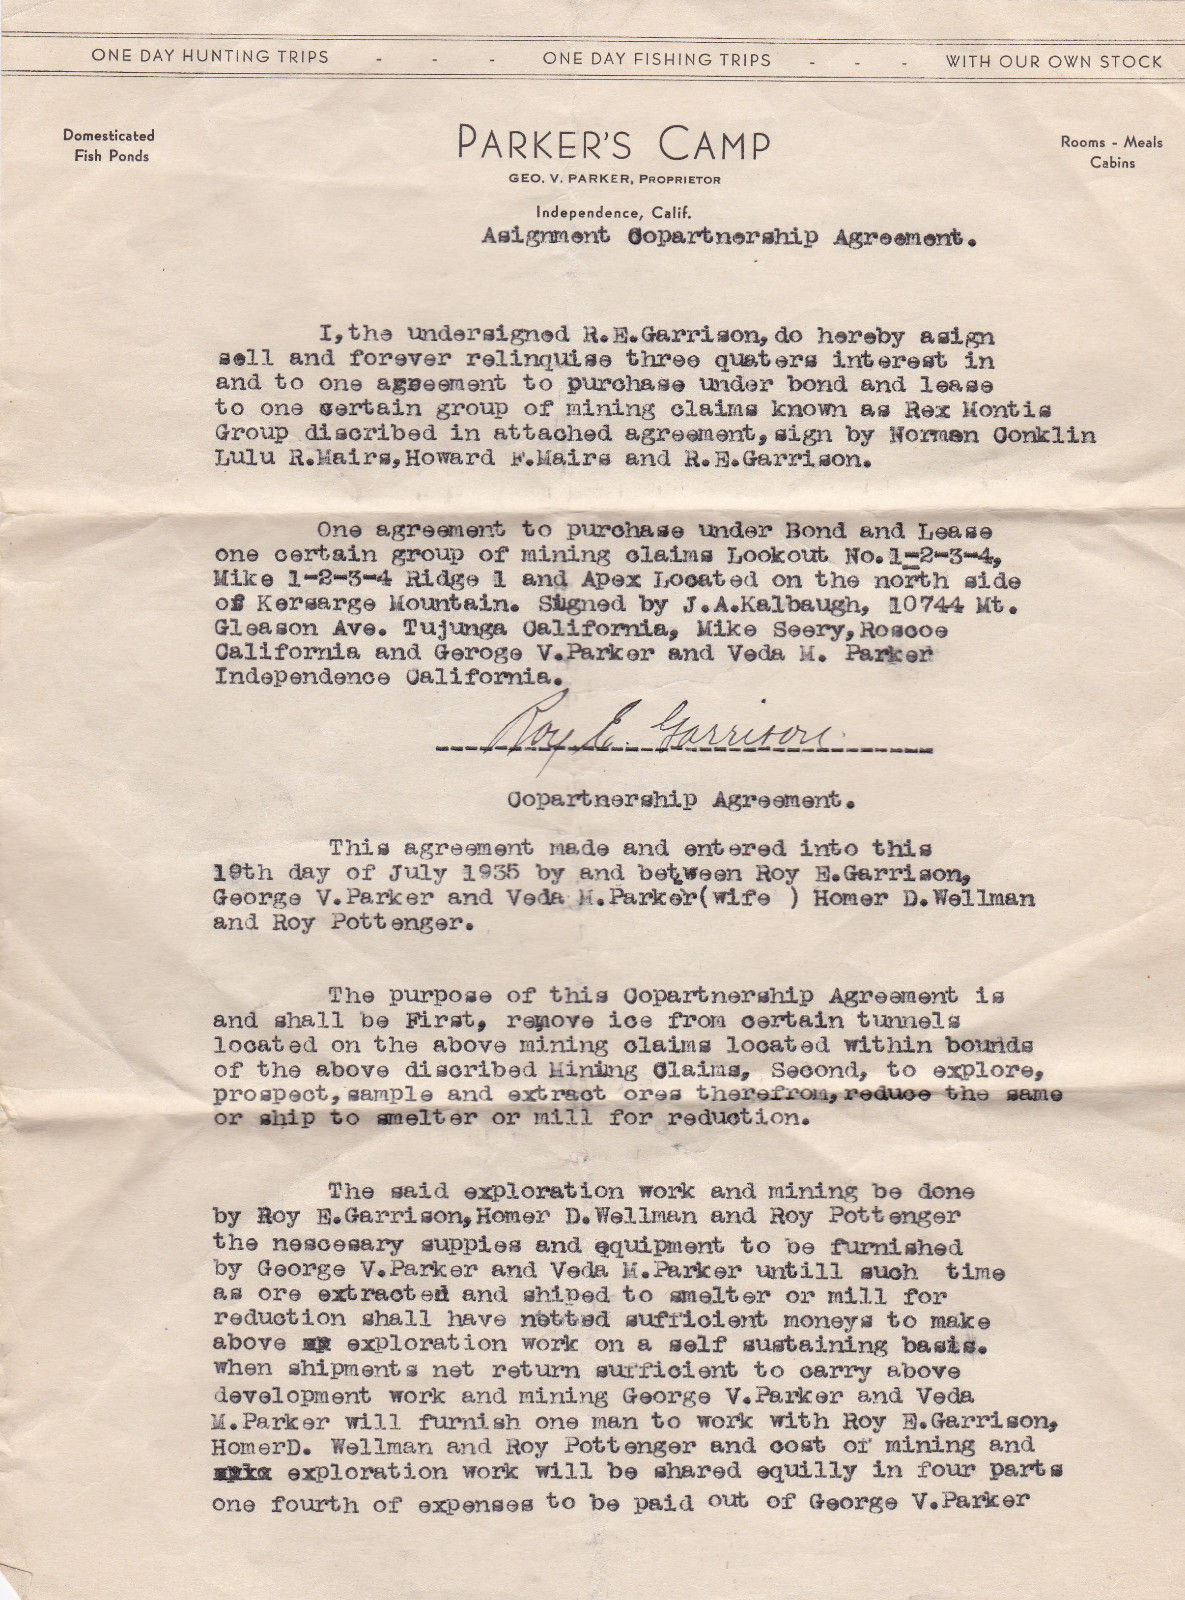 ONE DAY HUNTING TRIPS - - - ONE DAY FISHING TRIPS - - - WITH OUR OWN STOCK
Domesticated
Fish Ponds
PARKER'S CAMP
GEO. V. PARKER, PROPRIETOR
Independence, Calif.
Rooms - Meals
Cabins
Asignment Copartnership Agreement.
I,the undersigned R.E.Garrison,do hereby asign
sell and forever relinquise three quaters interest in
and to one agreement to purchase under bond and lease
to one certain group of mining claims known as Rex Montis
Group discribed in attached agreement,sign by Norman Conklin
Lulu R.Mairs,Howard F.Mairs and R.E.Garrison.
One agreement to purchase under Bond and Lease
one certain group of mining claims Lookout No.1-2-3-4,
Mike 1-2-3-4 Ridge 1 and Apex Located on the north side
of Kersarge Mountain. Signed by J.A.Kalbaugh, 10744 Mt.
Gleason Ave. Tujunga California, Mike Seery,Roscoe
California and Geroge V.Parker and Veda M. Parker
Independence California.
Roy E. Garrison
Copartnership Agreement.
This agreement made and entered into this
19th day of July 1935 by and between Roy E.Garrison,
George V.Parker and Veda M.Parker(wife ) Homer D.Wellman
and Roy Pottenger.
The purpose of this Copartnership Agreement is
and shall be First, remove ice from certain tunnels
located on the above mining claims located within bounds
of the above discribed Mining Claims, Second, to explore,
prospect,sample and extract ores therefrom,reduce the same
or ship to smelter or mill for reduction.
The said exploration work and mining be done
by Roy E.Garrison,Homer D.Wellman and Roy Pottenger
the nescesary suppies and equipment to be furnished
by George V.Parker and Veda M.Parker untill such time
as ore extracted and shiped to smelter or mill for
reduction shall have netted sufficient moneys to make
above exploration work on a self sustaining basis.
when shipments net return sufficient to carry above
development work and mining George V.Parker and Veda
M.Parker will furnish one man to work with Roy E.Garrison,
HomerD. Wellman and Roy Pottenger and cost of mining and
exploration work will be shared equilly in four parts
one fourth of expenses to be paid out of George V.Parker